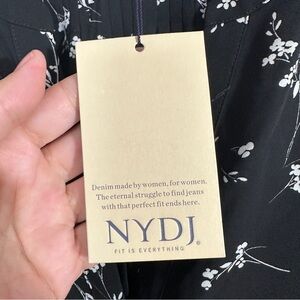 Denim made by women, for women.
The eternal struggle to find jeans
with that perfect fit ends here.
NYDJ®
FIT IS EVERYTHING